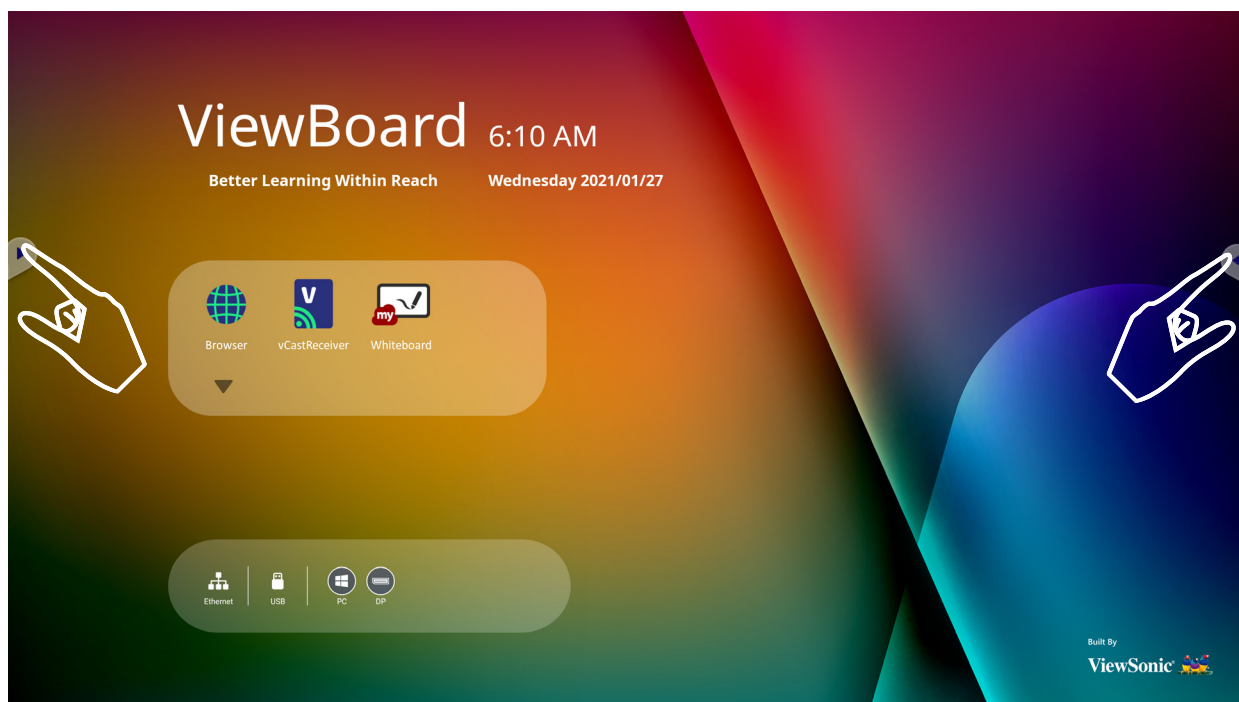 ViewBoard 6:10 AM
Better Learning Within Reach Wednesday 2021/01/27
Browser vCastReceiver Whiteboard
V
my
Ethernet USB PC DP
Built By
ViewSonic®